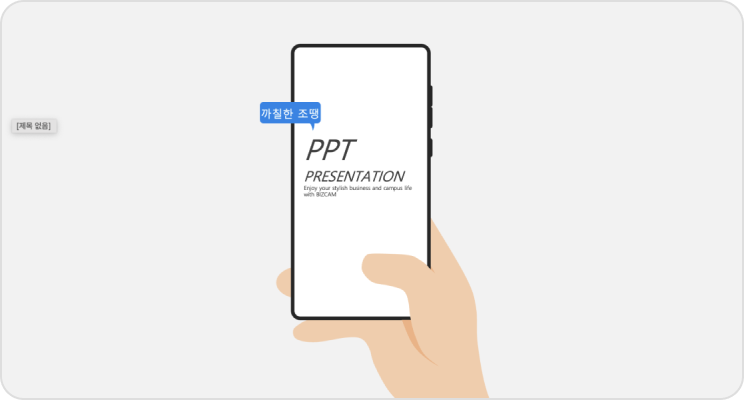 까칠한 조땡
[제목 없음]
PPT
PRESENTATION
Enjoy your stylish business and campus life
with BIZCAM